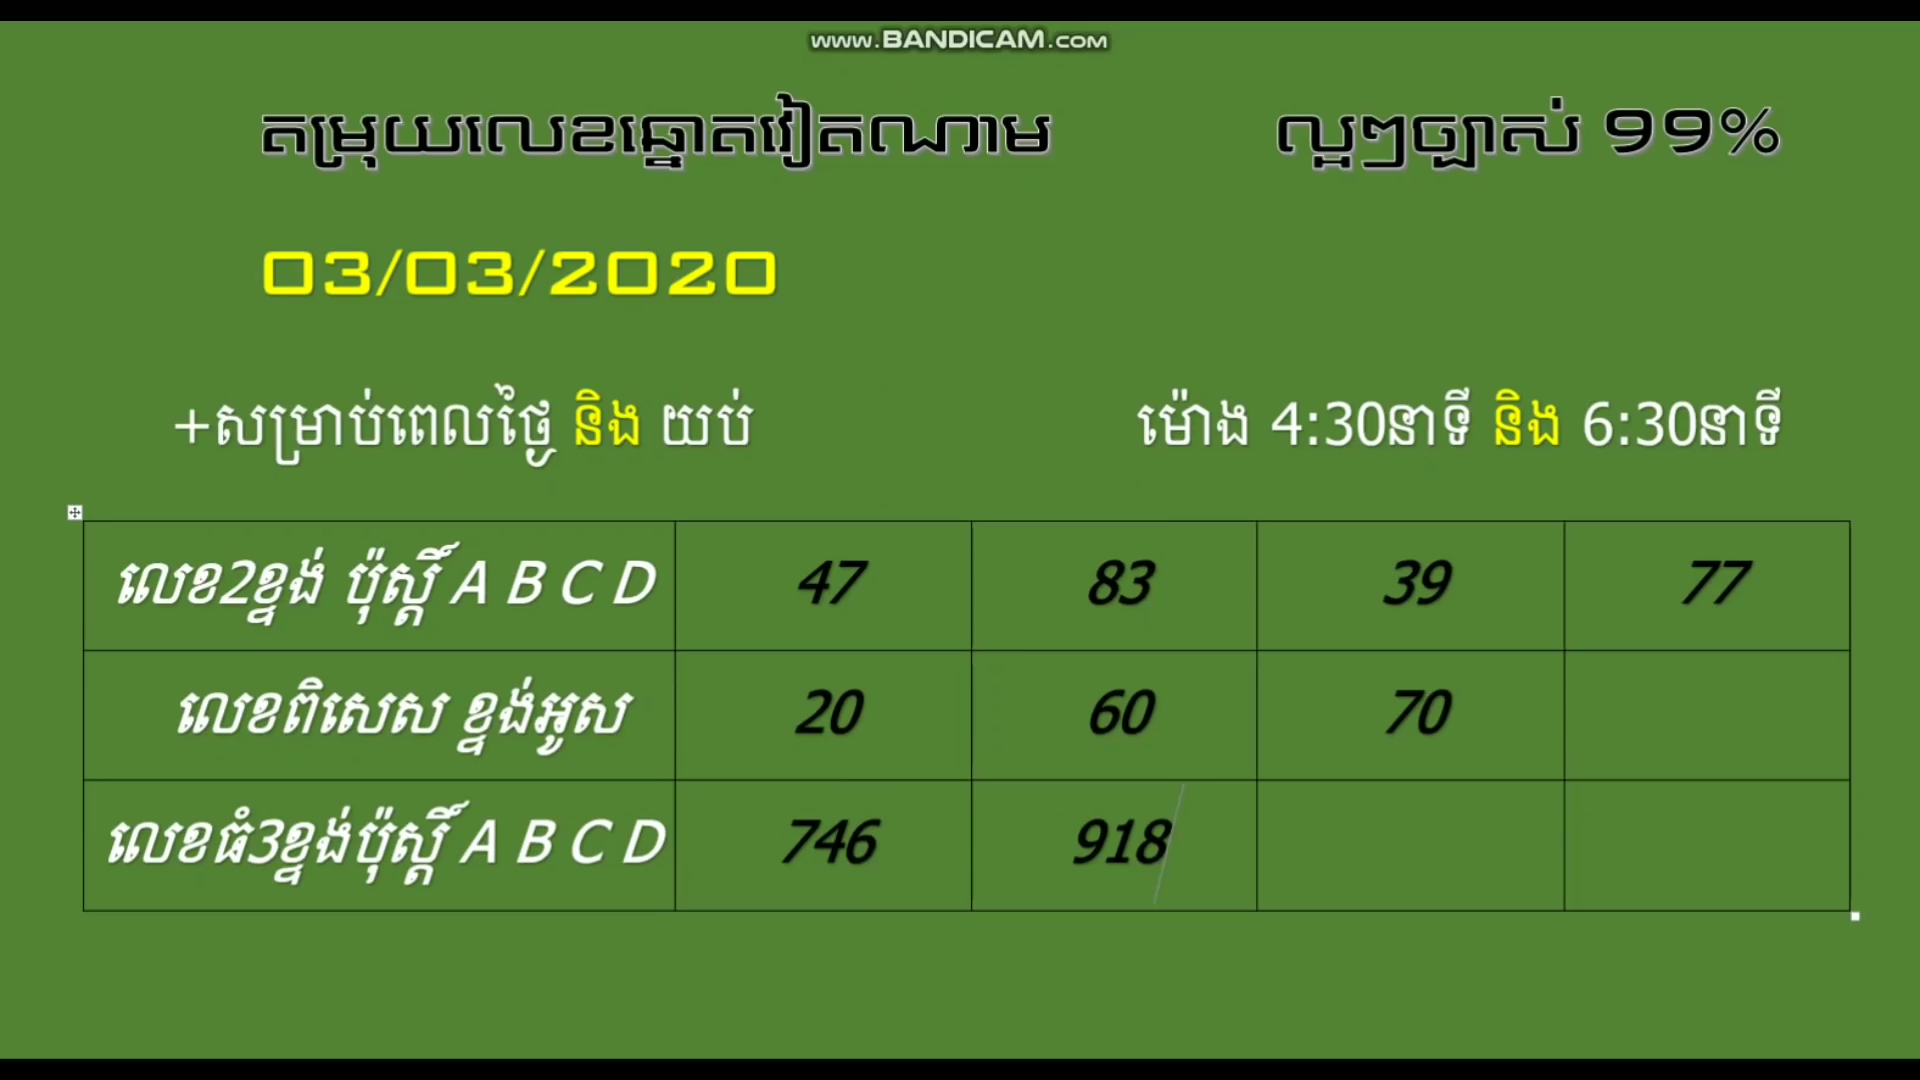 www.BANDICAM.com
តម្រុយលេខឆ្នោតវៀតណាម ល្អៗច្បាស់ ១១%
03/03/2020
+សម្រាប់ពេលថ្ងៃ និង យប់ ម៉ោង 4:30នាទី និង 6:30នាទី
លេខ2ខ្ទង់ ប៉ុស្តិ៍ A B C D 47 83 39 77
លេខពិសេស ខ្ទង់អូស 20 60 70
លេខធំ3ខ្ទង់ប៉ុស្តិ៍ A B C D 746 918